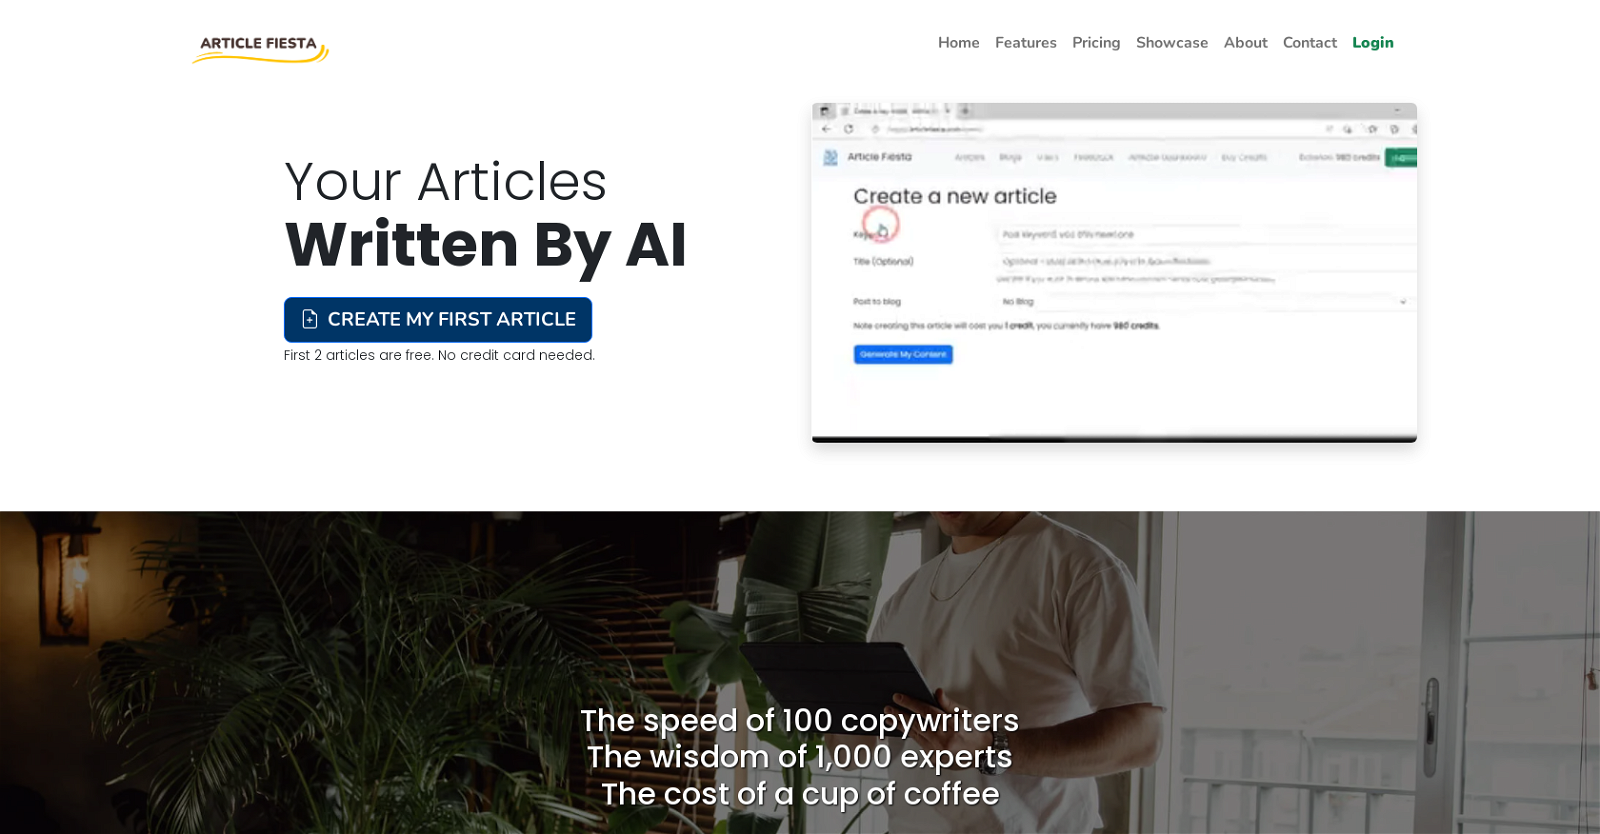 ARTICLE FIESTA
Home Features Pricing Showcase About Contact Login
Your Articles
Written By AI
CREATE MY FIRST ARTICLE
First 2 articles are free. No credit card needed.
Article Fiesta
Create a new article
Title (Optional)
Post to blog
No Blog
Note creating this article will cost you 1 credit, you currently have 980 credits.
Generate My Content
The speed of 100 copywriters
The wisdom of 1,000 experts
The cost of a cup of coffee